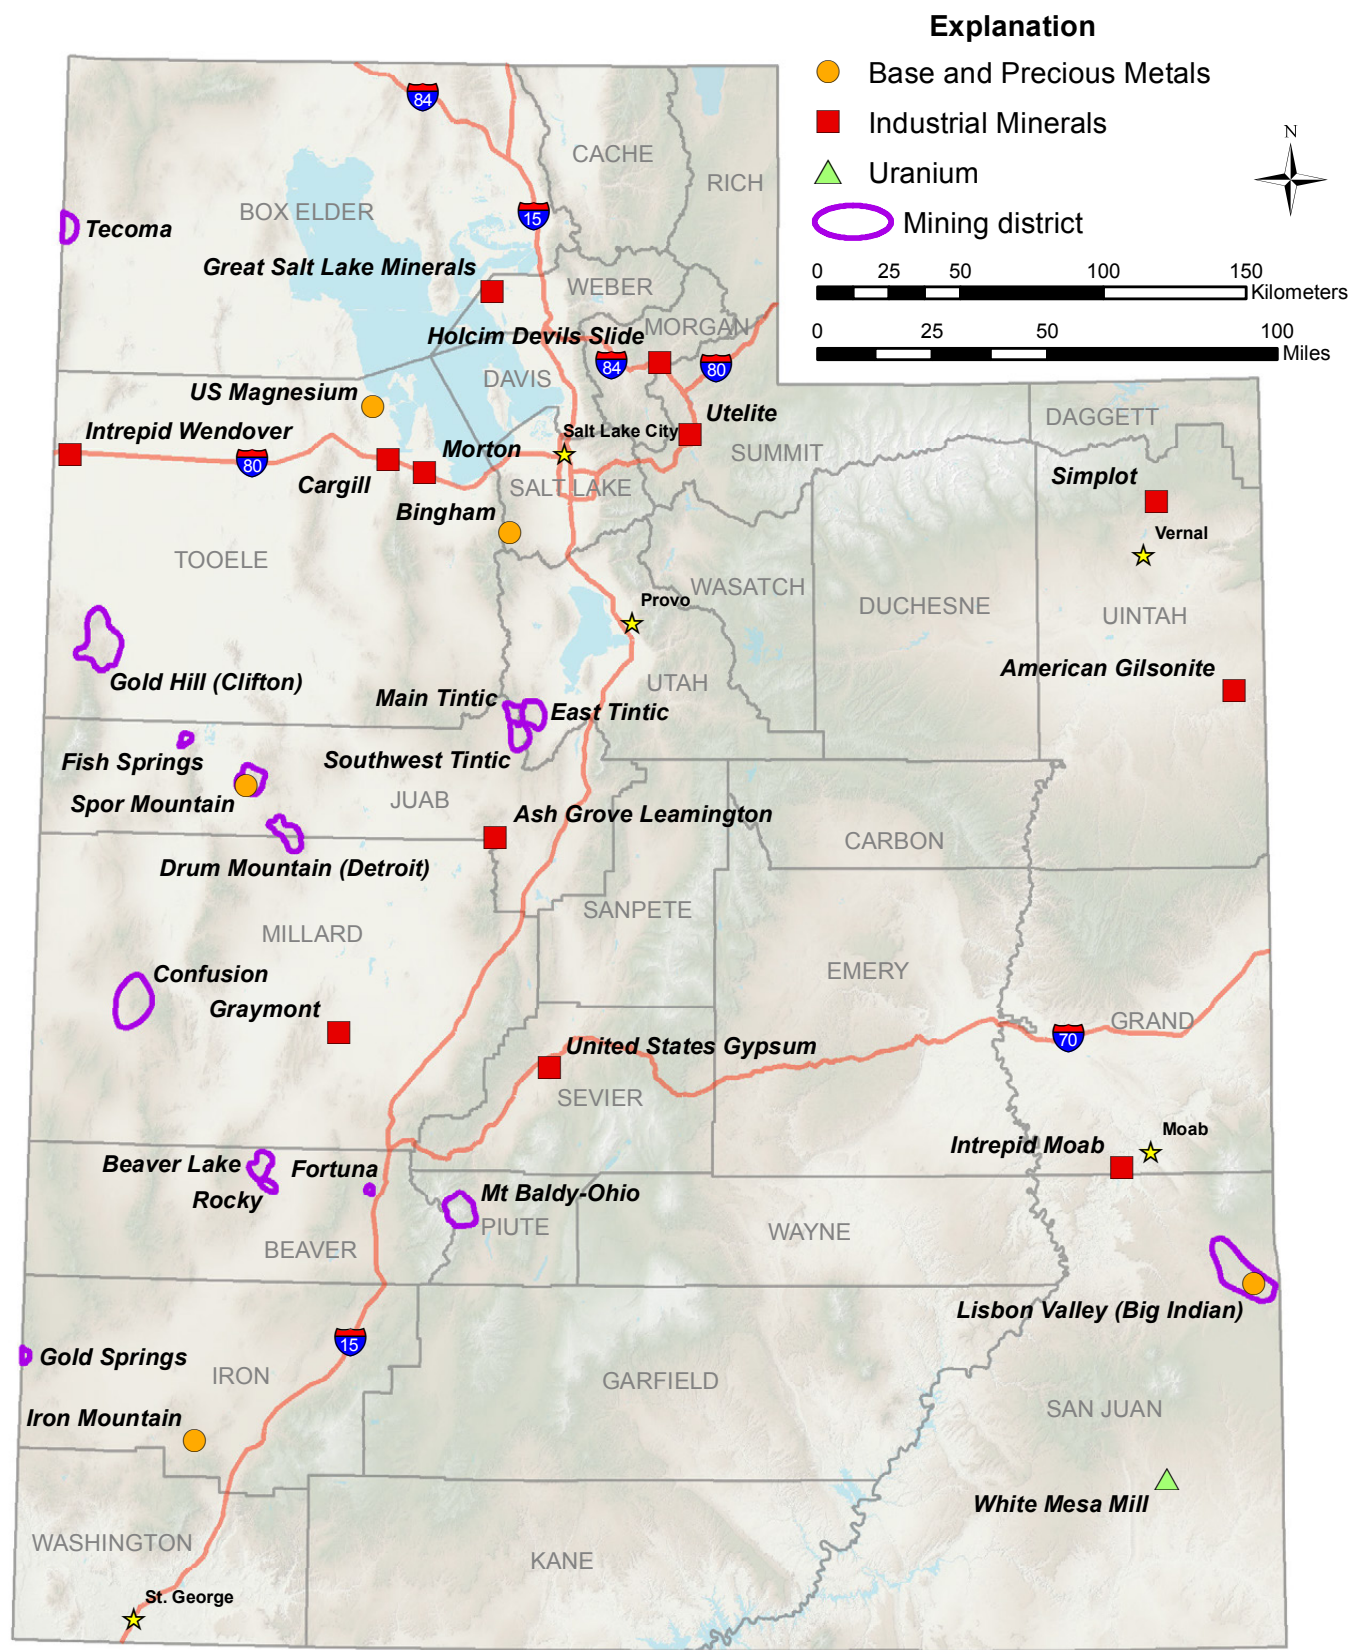 Explanation
Base and Precious Metals
Industrial Minerals
Uranium
Mining district
N
0 25 50 100 150
Kilometers
0 25 50 100
Miles
84
CACHE
RICH
BOX ELDER
15
Tecoma
Great Salt Lake Minerals
WEBER
MORGAN
Holcim Devils Slide
84
80
DAVIS
US Magnesium
Utelite
DAGGETT
Intrepid Wendover
Salt Lake City
Morton
SUMMIT
80
Cargill
SALT LAKE
Simplot
Bingham
Vernal
TOOELE
WASATCH
Provo
DUCHESNE
UINTAH
American Gilsonite
Gold Hill (Clifton)
UTAH
Main Tintic
East Tintic
Fish Springs
Southwest Tintic
Spor Mountain
JUAB
Ash Grove Leamington
CARBON
Drum Mountain (Detroit)
SANPETE
MILLARD
Confusion
EMERY
Graymont
GRAND
70
United States Gypsum
SEVIER
Moab
Intrepid Moab
Beaver Lake
Fortuna
Rocky
Mt Baldy-Ohio
PIUTE
WAYNE
BEAVER
Lisbon Valley (Big Indian)
15
Gold Springs
IRON
GARFIELD
SAN JUAN
Iron Mountain
White Mesa Mill
WASHINGTON
KANE
St. George